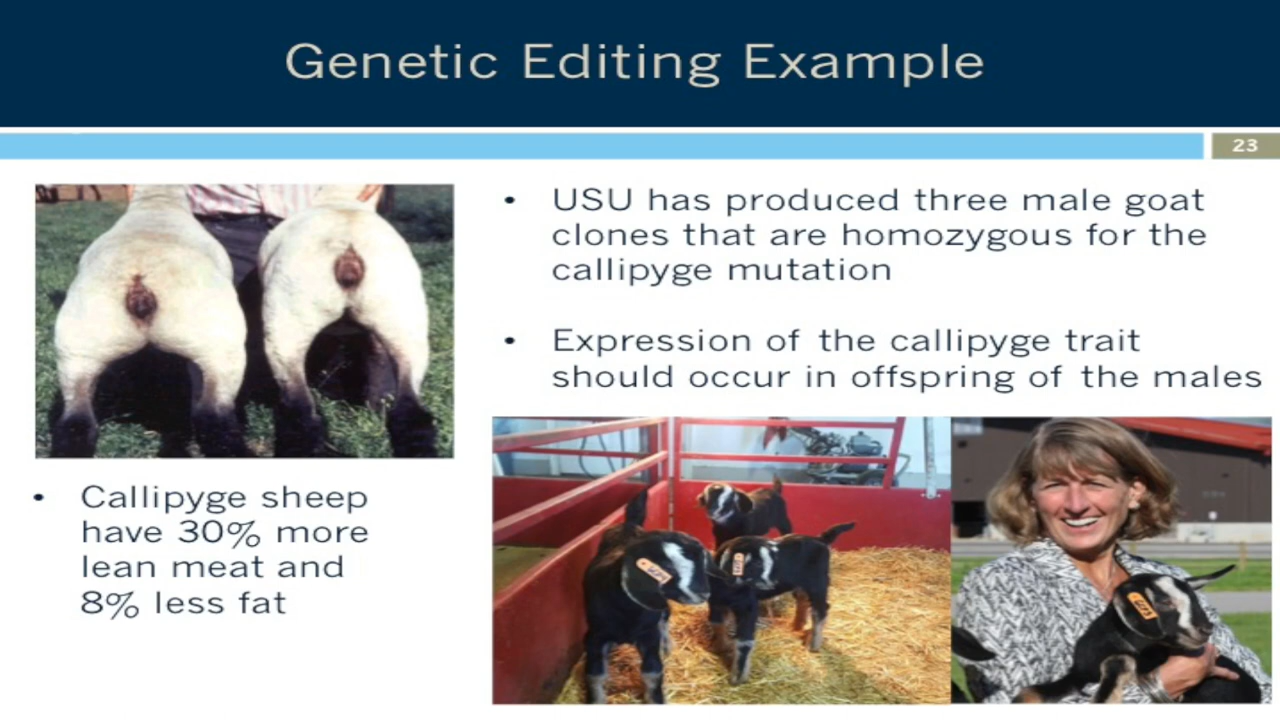 Genetic Editing Example
23
• USU has produced three male goat
clones that are homozygous for the
callipyge mutation
• Expression of the callipyge trait
should occur in offspring of the males
• Callipyge sheep
have 30% more
lean meat and
8% less fat